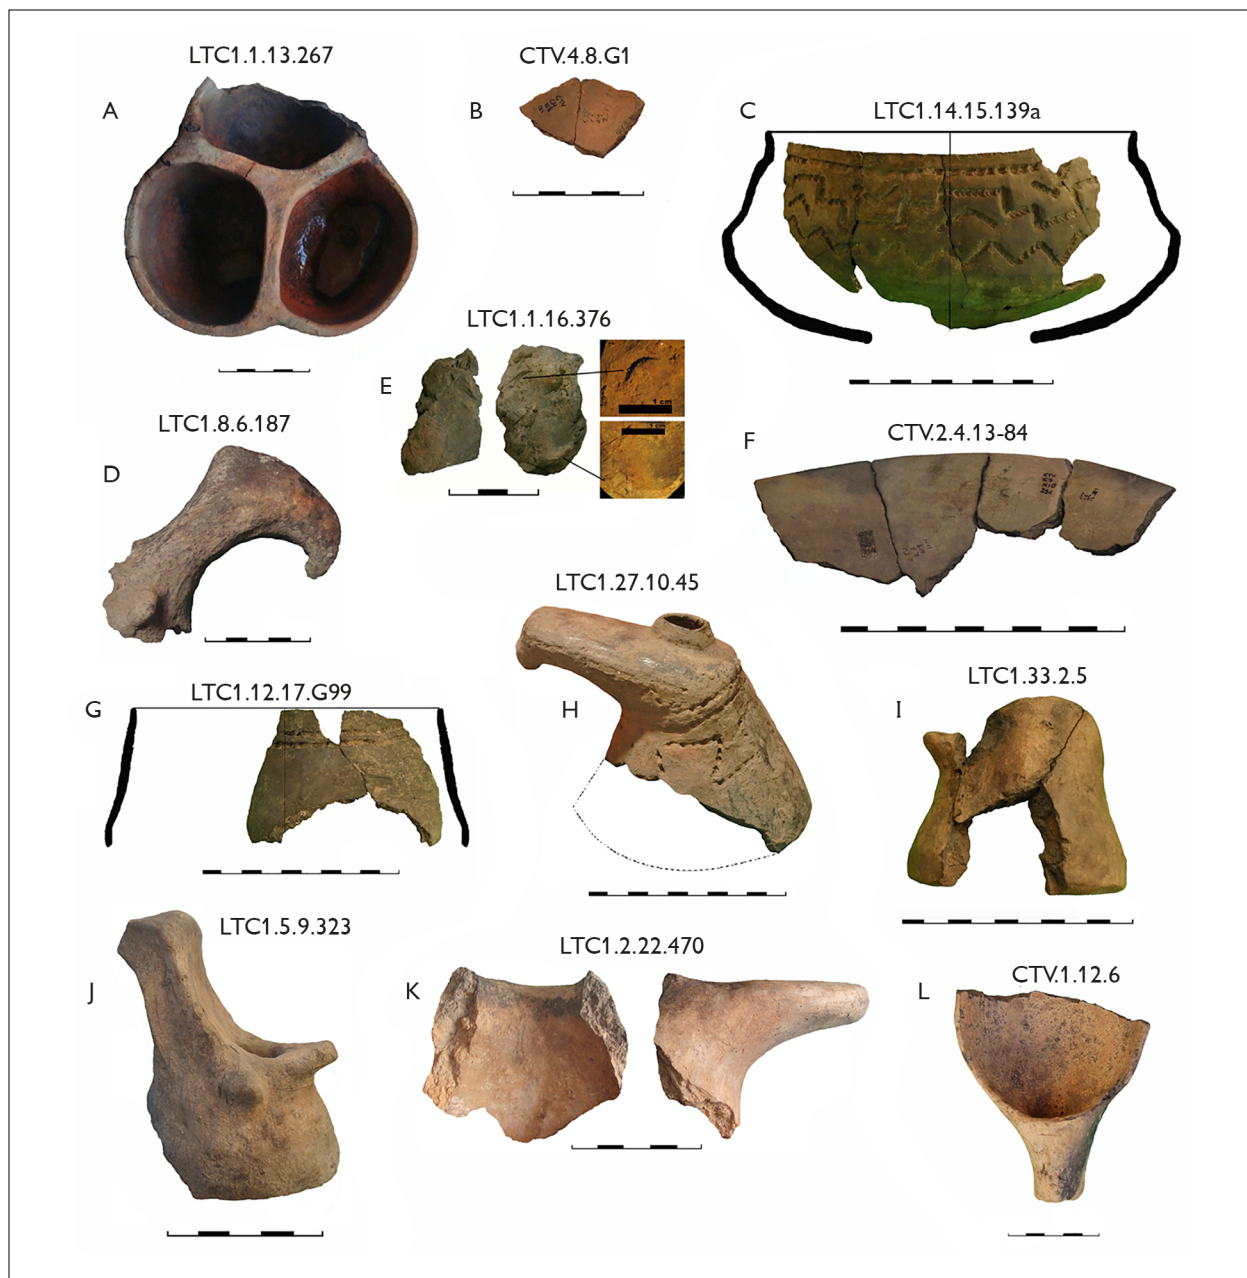 LTC1.1.13.267
A
CTV.4.8.G1
B
LTC1.14.15.139a
C
LTC1.1.16.376
E
1 cm
1 cm
LTC1.8.6.187
D
CTV.2.4.13-84
F
LTC1.27.10.45
H
LTC1.12.17.G99
G
LTC1.33.2.5
I
LTC1.5.9.323
J
LTC1.2.22.470
K
CTV.1.12.6
L